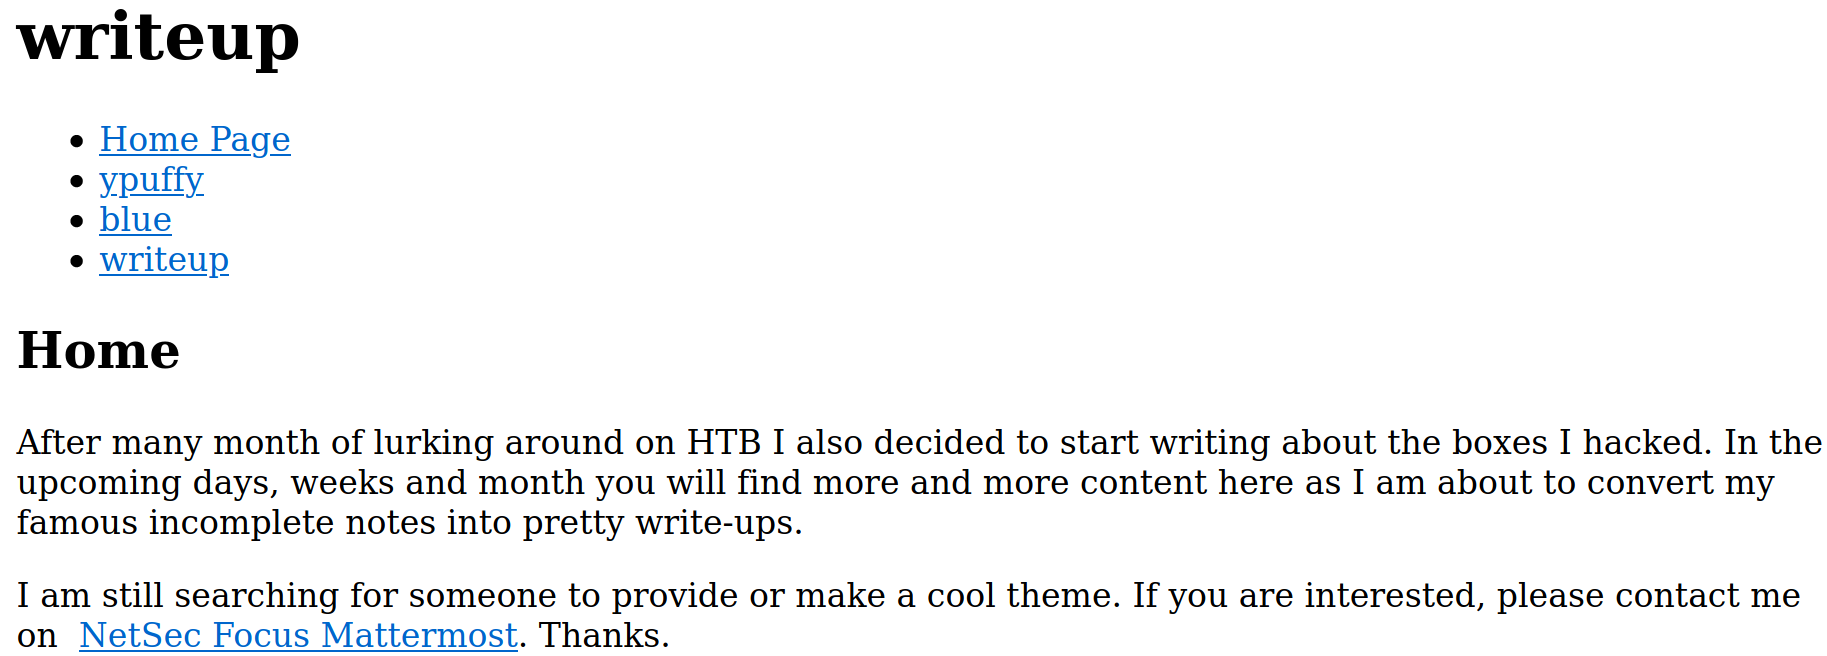 writeup
Home Page
ypuffy
blue
writeup
Home
After many month of lurking around on HTB I also decided to start writing about the boxes I hacked. In the
upcoming days, weeks and month you will find more and more content here as I am about to convert my
famous incomplete notes into pretty write-ups.
I am still searching for someone to provide or make a cool theme. If you are interested, please contact me
on NetSec Focus Mattermost. Thanks.